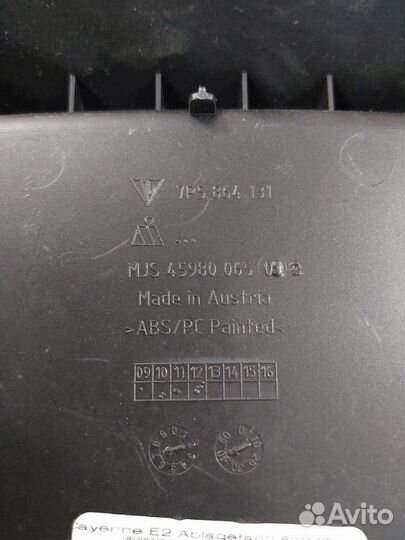 7P5 864 131
...
MJS 45980 065
Made in Austria
>ABS/PC Painted<
09 10 11 12 13 14 15 16
Cayenne E2 Ablagefach
Avito